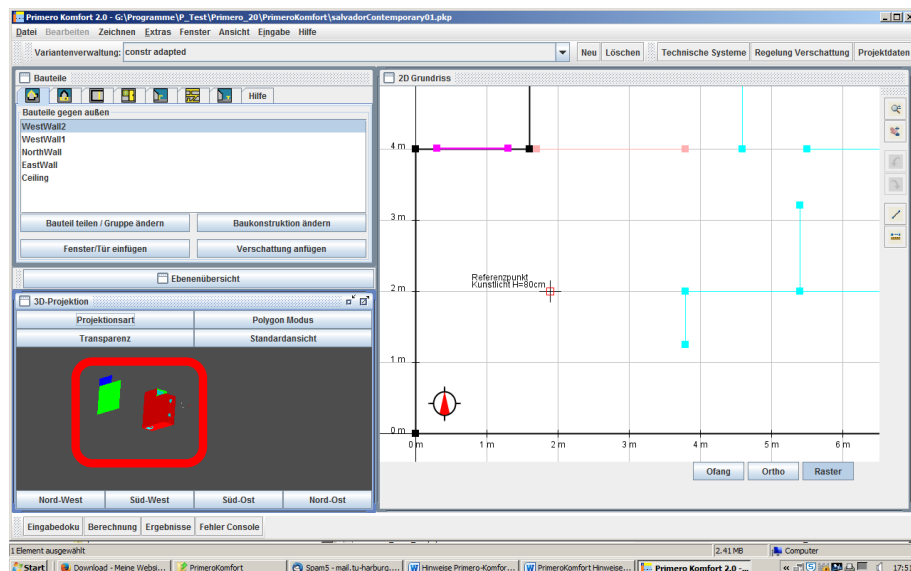 Primero Komfort 2.0 - G:\Programme\P_Test\Primero_20\PrimeroKomfort\salvadorContemporary01.pkp
Datei Bearbeiten Zeichnen Extras Fenster Ansicht Eingabe Hilfe
Variantenverwaltung: constr adapted Neu Löschen Technische Systeme Regelung Verschattung Projektdaten
Bauteile
Hilfe
Bauteile gegen außen
WestWall2
WestWall1
NorthWall
EastWall
Ceiling
Bauteil teilen / Gruppe ändern Baukonstruktion ändern
Fenster/Tür einfügen Verschattung anfügen
Ebenenübersicht
3D-Projektion
Projektionsart Polygon Modus
Transparenz Standardansicht
Nord-West Süd-West Süd-Ost Nord-Ost
2D Grundriss
4 m
3 m
Referenzpunkt
Kunstlicht H=80cm
2 m
1 m
0 m
0 m 1 m 2 m 3 m 4 m 5 m 6 m
Ofang Ortho Raster
Eingabedoku Berechnung Ergebnisse Fehler Console
1 Element ausgewählt 2.41 MB Computer
Start Download - Meine Websi... PrimeroKomfort Spam5 - mail.tu-harburg.... Hinweise Primero-Komfor... PrimeroKomfort Hinweise... Primero Komfort 2.0 -... « 17:51